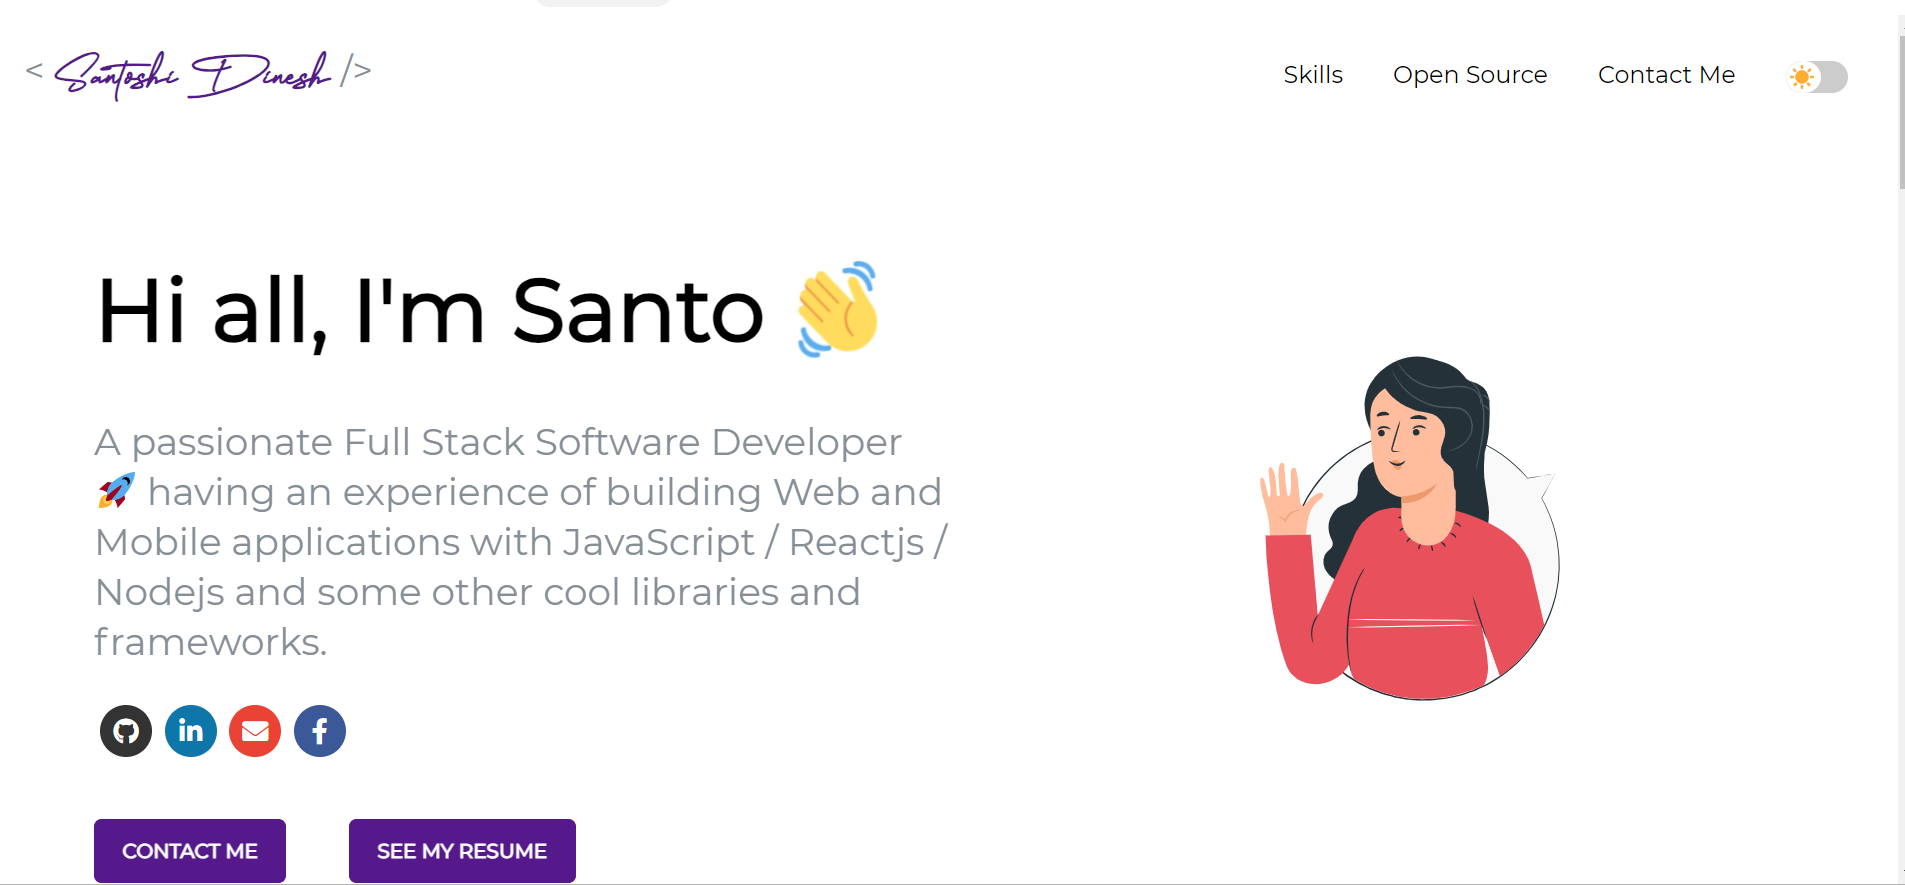 < Santoshi Dinesh />
Skills
Open Source
Contact Me
Hi all, I'm Santo 👋
A passionate Full Stack Software Developer
🚀 having an experience of building Web and
Mobile applications with JavaScript / Reactjs /
Nodejs and some other cool libraries and
frameworks.
in
f
CONTACT ME
SEE MY RESUME